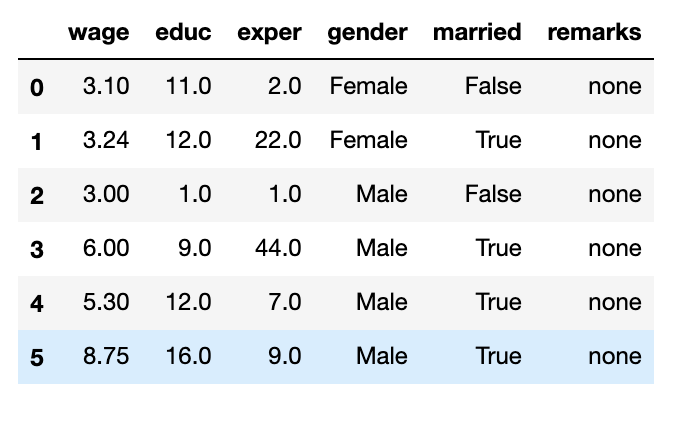 wage educ exper gender married remarks
0 3.10 11.0 2.0 Female False none
1 3.24 12.0 22.0 Female True none
2 3.00 1.0 1.0 Male False none
3 6.00 9.0 44.0 Male True none
4 5.30 12.0 7.0 Male True none
5 8.75 16.0 9.0 Male True none